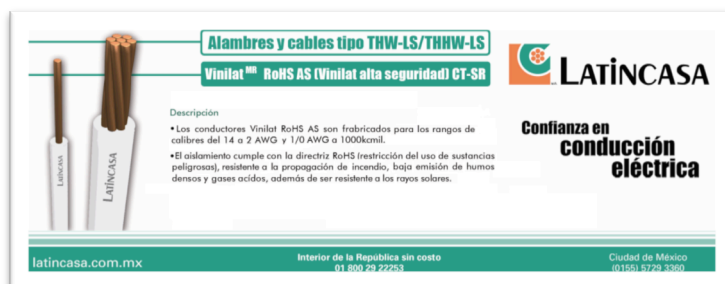 Alambres y cables tipo THW-LS/THHW-LS
Vinilat MR RoHS AS (Vinilat alta seguridad) CT-SR
LATINCASA
Descripción
•Los conductores Vinilat RoHS AS son frabricados para los rangos de
calibres del 14 a 2 AWG y 1/0 AWG a 1000kcmil.
•El aislamiento cumple con la directriz RoHS (restricción del uso de sustancias
peligrosas), resistente a la propagación de incendio, baja emisión de humos
densos y gases acídos, además de ser resistente a los rayos solares.
Confianza en
conducción
eléctrica
LATINCASA
LATINCASA
latincasa.com.mx
Interior de la República sin costo
01 800 29 22253
Ciudad de México
(0155) 5729 3360